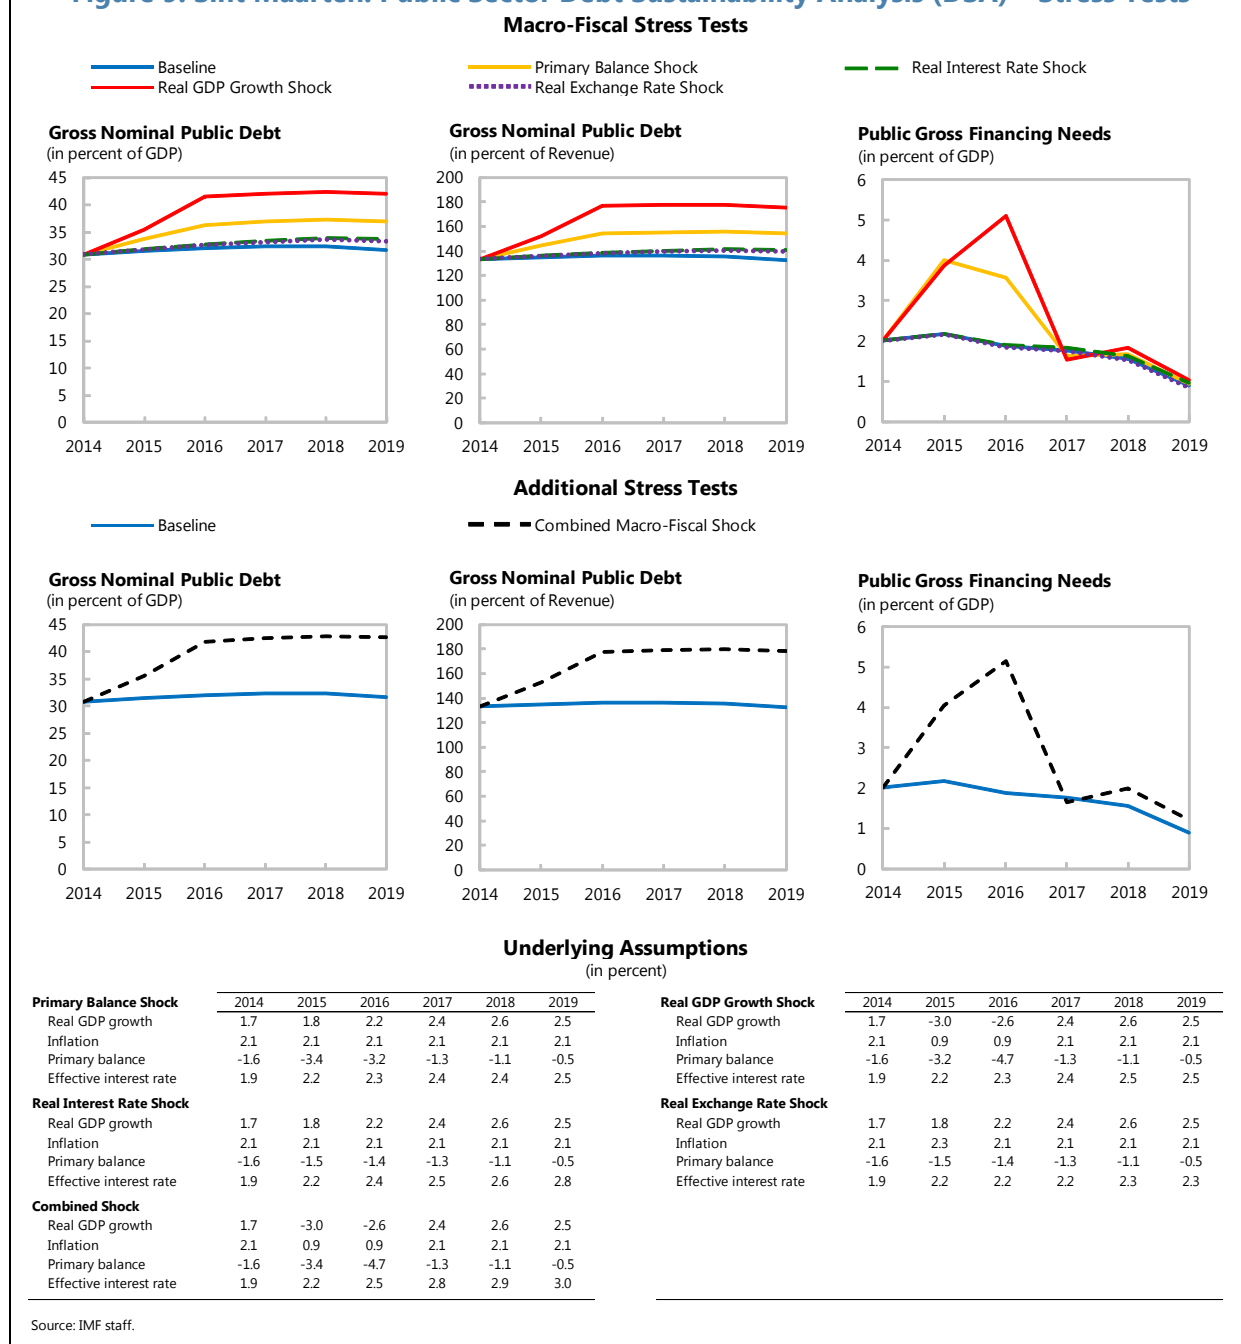 Macro-Fiscal Stress Tests
Baseline
Primary Balance Shock
Real Interest Rate Shock
Real GDP Growth Shock
Real Exchange Rate Shock
Gross Nominal Public Debt
(in percent of GDP)
45
40
35
30
25
20
15
10
5
0
2014 2015 2016 2017 2018 2019
Gross Nominal Public Debt
(in percent of Revenue)
200
180
160
140
120
100
80
60
40
20
0
2014 2015 2016 2017 2018 2019
Public Gross Financing Needs
(in percent of GDP)
6
5
4
3
2
1
0
2014 2015 2016 2017 2018 2019
Additional Stress Tests
Baseline
Combined Macro-Fiscal Shock
Gross Nominal Public Debt
(in percent of GDP)
45
40
35
30
25
20
15
10
5
0
2014 2015 2016 2017 2018 2019
Gross Nominal Public Debt
(in percent of Revenue)
200
180
160
140
120
100
80
60
40
20
0
2014 2015 2016 2017 2018 2019
Public Gross Financing Needs
(in percent of GDP)
6
5
4
3
2
1
0
2014 2015 2016 2017 2018 2019
Underlying Assumptions
(in percent)
Primary Balance Shock 2014 2015 2016 2017 2018 2019
Real GDP growth 1.7 1.8 2.2 2.4 2.6 2.5
Inflation 2.1 2.1 2.1 2.1 2.1 2.1
Primary balance -1.6 -3.4 -3.2 -1.3 -1.1 -0.5
Effective interest rate 1.9 2.2 2.3 2.4 2.4 2.5
Real Interest Rate Shock
Real GDP growth 1.7 1.8 2.2 2.4 2.6 2.5
Inflation 2.1 2.1 2.1 2.1 2.1 2.1
Primary balance -1.6 -1.5 -1.4 -1.3 -1.1 -0.5
Effective interest rate 1.9 2.2 2.4 2.5 2.6 2.8
Combined Shock
Real GDP growth 1.7 -3.0 -2.6 2.4 2.6 2.5
Inflation 2.1 0.9 0.9 2.1 2.1 2.1
Primary balance -1.6 -3.4 -4.7 -1.3 -1.1 -0.5
Effective interest rate 1.9 2.2 2.5 2.8 2.9 3.0
Real GDP Growth Shock 2014 2015 2016 2017 2018 2019
Real GDP growth 1.7 -3.0 -2.6 2.4 2.6 2.5
Inflation 2.1 0.9 0.9 2.1 2.1 2.1
Primary balance -1.6 -3.2 -4.7 -1.3 -1.1 -0.5
Effective interest rate 1.9 2.2 2.3 2.4 2.5 2.5
Real Exchange Rate Shock
Real GDP growth 1.7 1.8 2.2 2.4 2.6 2.5
Inflation 2.1 2.3 2.1 2.1 2.1 2.1
Primary balance -1.6 -1.5 -1.4 -1.3 -1.1 -0.5
Effective interest rate 1.9 2.2 2.2 2.2 2.3 2.3
Source: IMF staff.